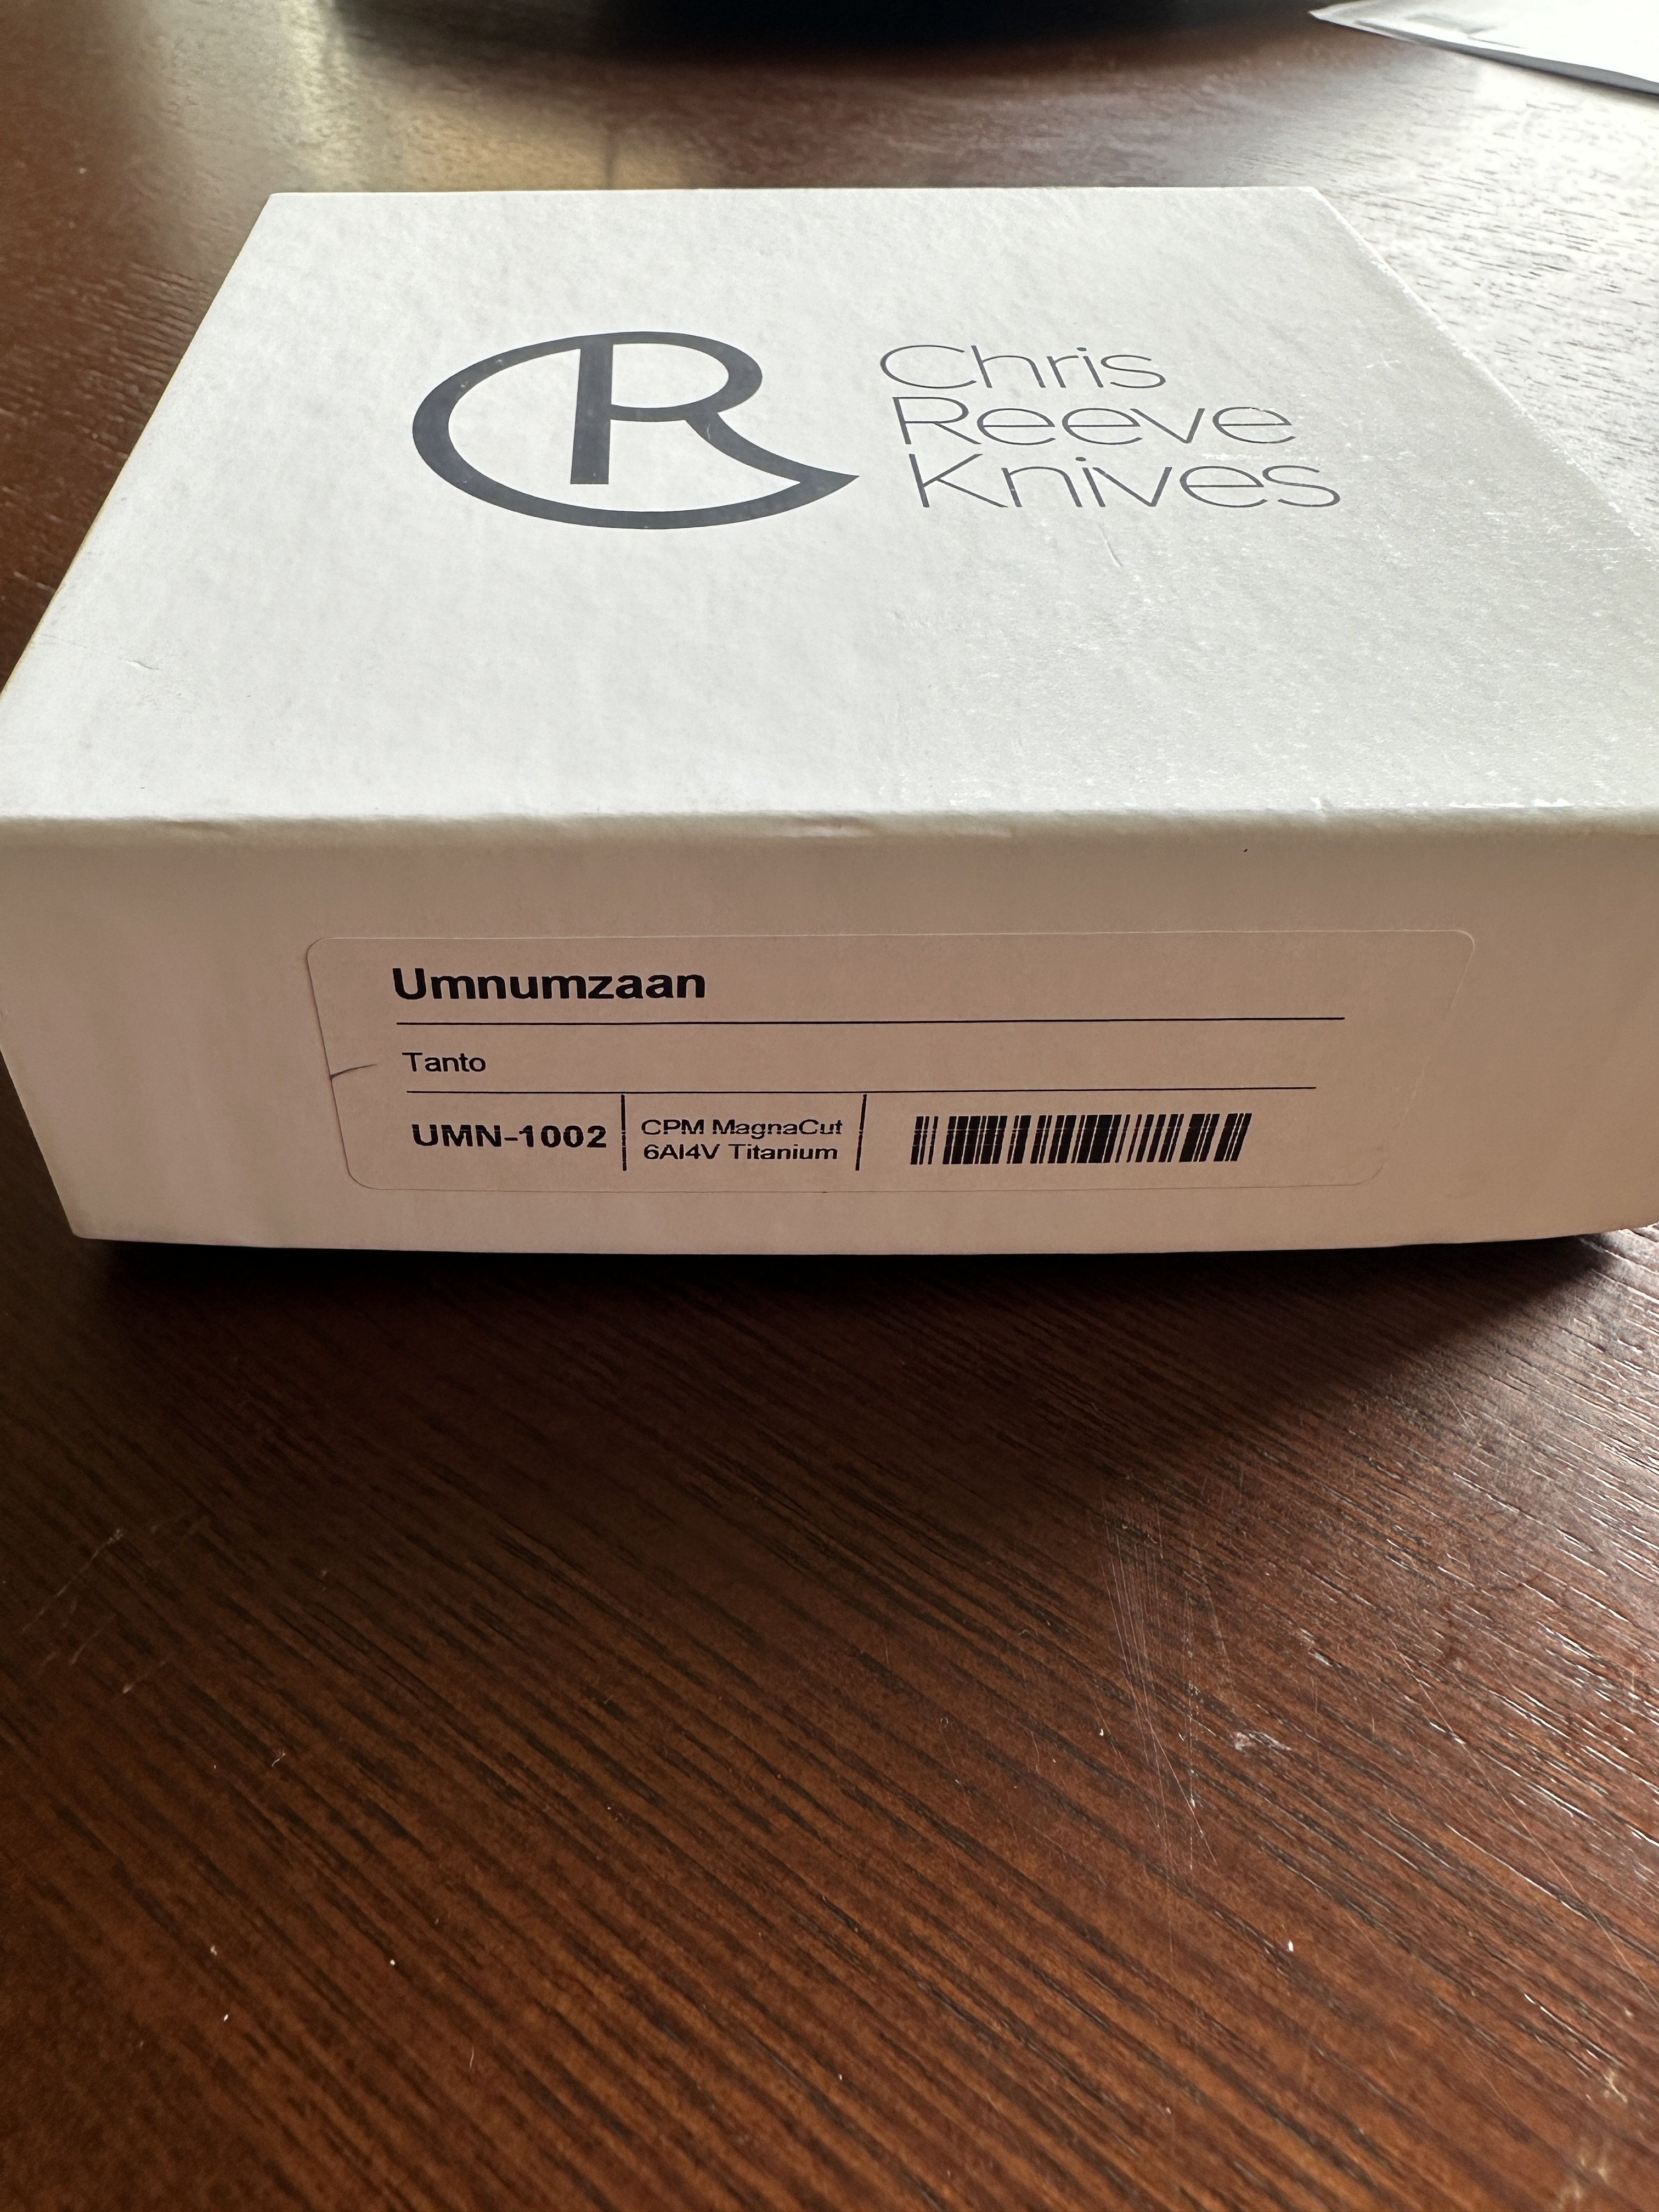 CR
Chris
Reeve
Knives
Umnumzaan
Tanto
UMN-1002
CPM MagnaCut
6Al4V Titanium